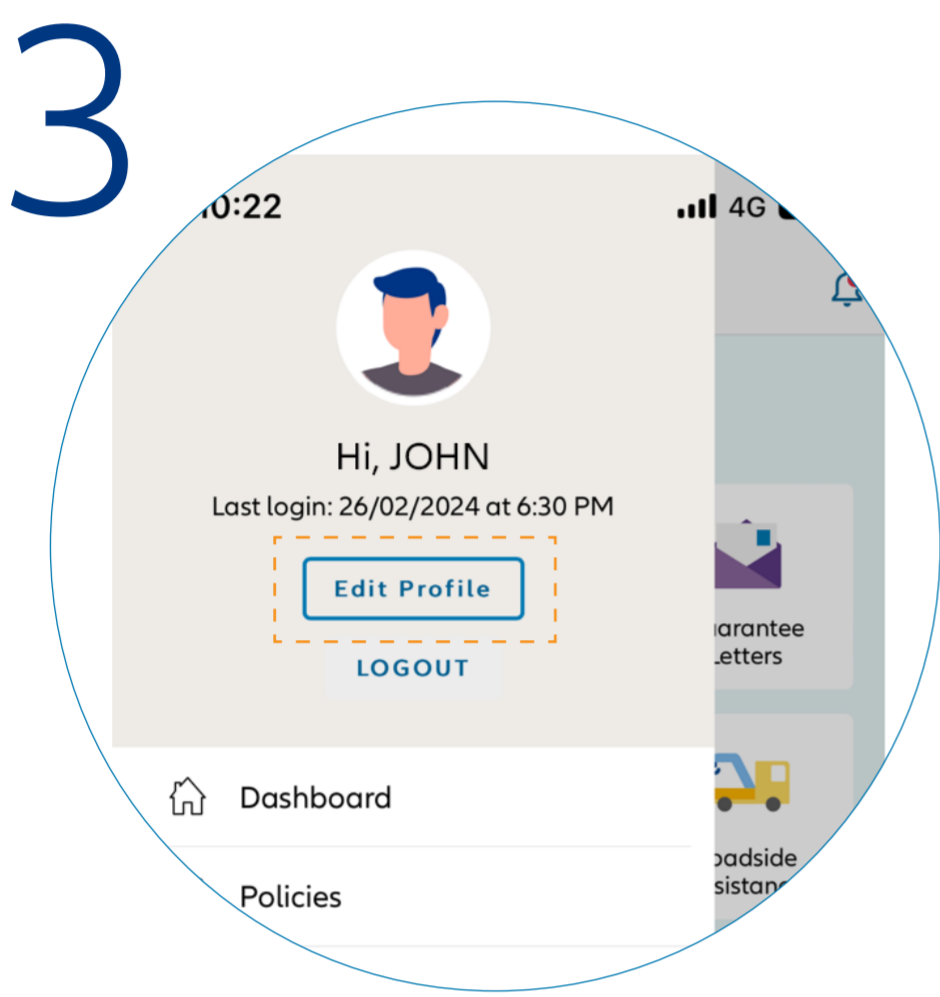 3
:22
4G
Hi, JOHN
Last login: 26/02/2024 at 6:30 PM
Edit Profile
LOGOUT
Letters
Dashboard
Policies